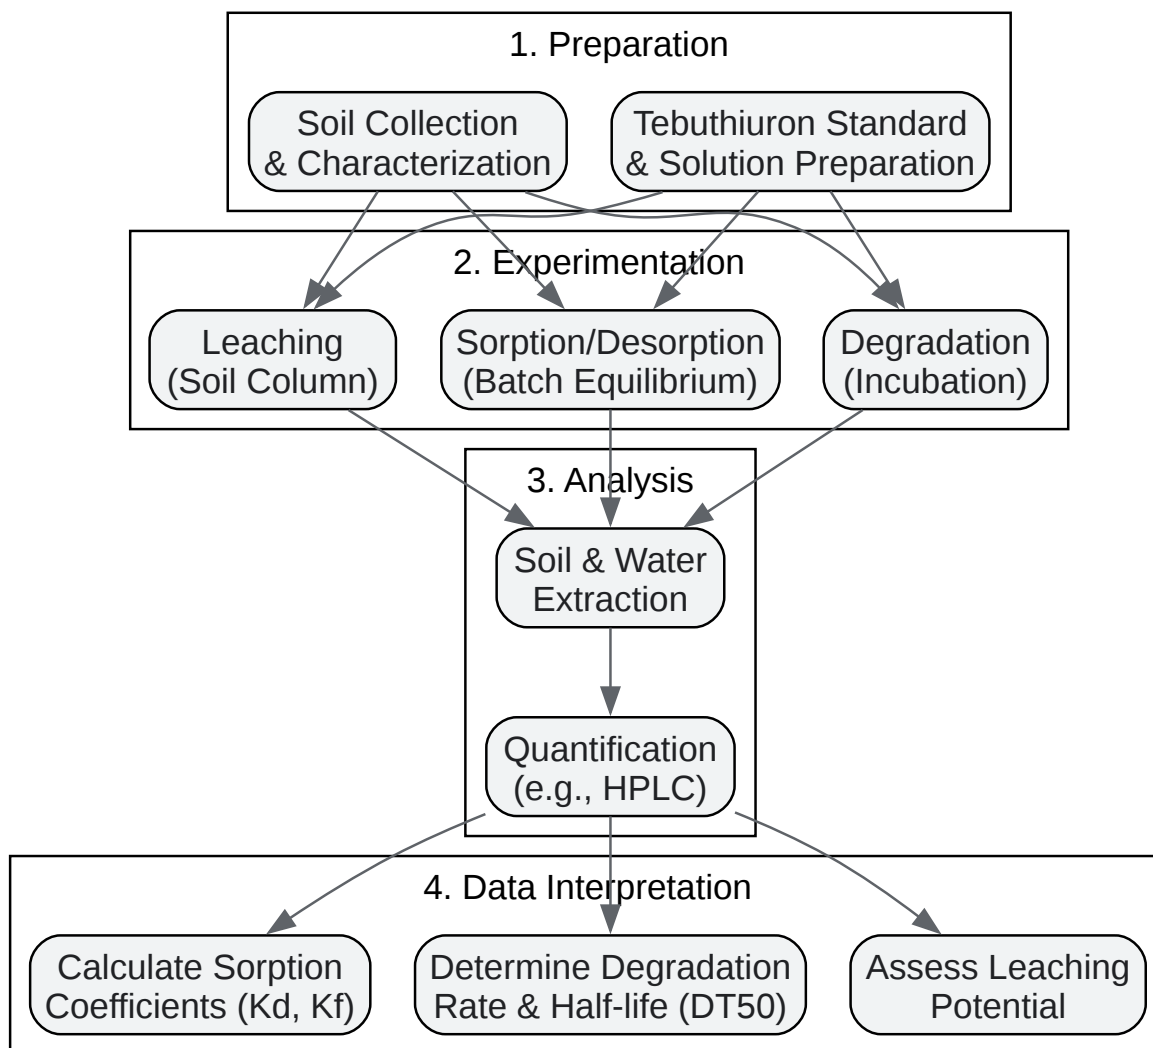 1. Preparation
Soil Collection
& Characterization
Tebuthiuron Standard
& Solution Preparation
2. Experimentation
Leaching
(Soil Column)
Sorption/Desorption
(Batch Equilibrium)
Degradation
(Incubation)
3. Analysis
Soil & Water
Extraction
Quantification
(e.g., HPLC)
4. Data Interpretation
Calculate Sorption
Coefficients (Kd, Kf)
Determine Degradation
Rate & Half-life (DT50)
Assess Leaching
Potential